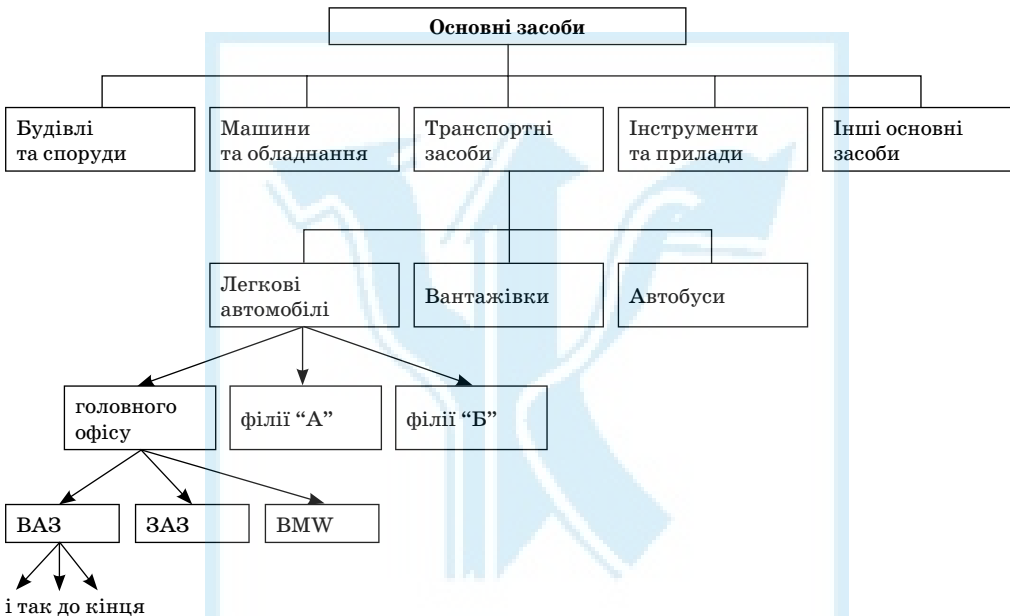 Основні засоби
Будівлі
та споруди
Машини
та обладнання
Транспортні
засоби
Інструменти
та прилади
Інші основні
засоби
Легкові
автомобілі
Вантажівки
Автобуси
головного
офісу
філії “А”
філії “Б”
ВАЗ
ЗАЗ
BMW
і так до кінця